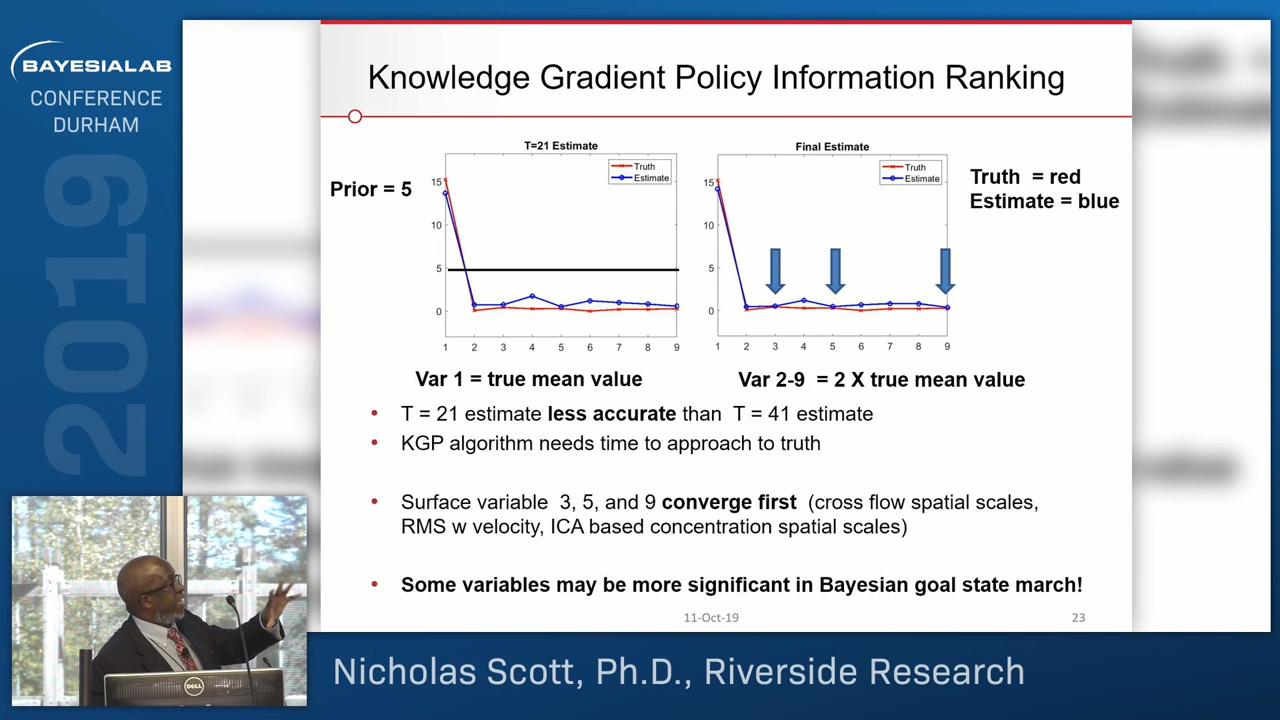 BAYESIALAB
CONFERENCE
DURHAM
2019
Knowledge Gradient Policy Information Ranking
T=21 Estimate
Truth
Estimate
Prior = 5
15
10
5
0
1 2 3 4 5 6 7 8 9
Final Estimate
Truth
Estimate
15
10
5
0
1 2 3 4 5 6 7 8 9
Truth = red
Estimate = blue
Var 1 = true mean value
Var 2-9 = 2 X true mean value
• T = 21 estimate less accurate than T = 41 estimate
• KGP algorithm needs time to approach to truth
• Surface variable 3, 5, and 9 converge first (cross flow spatial scales,
RMS w velocity, ICA based concentration spatial scales)
• Some variables may be more significant in Bayesian goal state march!
11-Oct-19
23
DELL
Nicholas Scott, Ph.D., Riverside Research